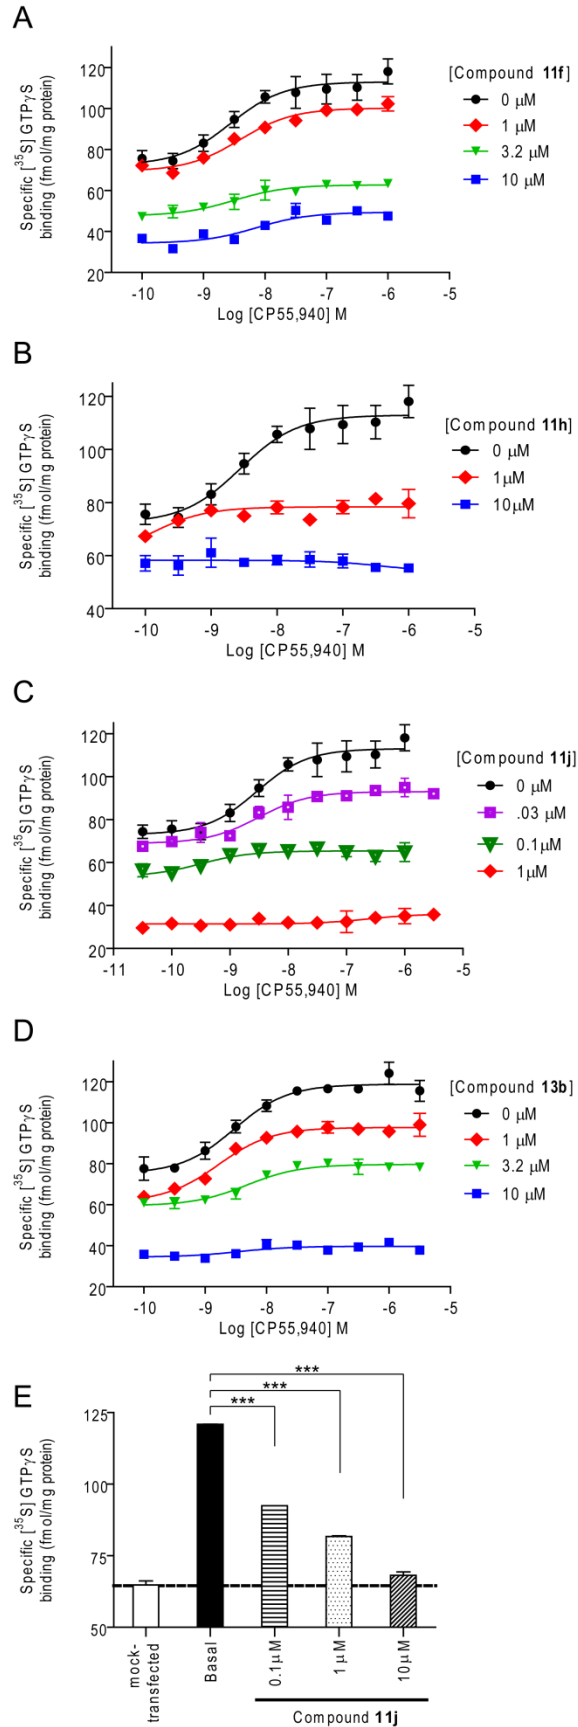 A
Specific [³⁵S] GTPγS
binding (fmol/mg protein)
120
100
80
60
40
20
-10 -9 -8 -7 -6 -5
Log [CP55,940] M
[Compound 11f]
0 μM
1 μM
3.2 μM
10 μM
B
Specific [³⁵S] GTPγS
binding (fmol/mg protein)
120
100
80
60
40
-10 -9 -8 -7 -6 -5
Log [CP55,940] M
[Compound 11h]
0 μM
1μM
10μM
C
Specific [³⁵S] GTPγS
binding (fmol/mg protein)
120
100
80
60
40
20
-11 -10 -9 -8 -7 -6 -5
Log [CP55,940] M
[Compound 11j]
0 μM
.03 μM
0.1μM
1μM
D
Specific [³⁵S] GTPγS
binding (fmol/mg protein)
120
100
80
60
40
20
-10 -9 -8 -7 -6 -5
Log [CP55,940] M
[Compound 13b]
0 μM
1 μM
3.2 μM
10 μM
E
Specific [³⁵S] GTPγS
binding (fmol/mg protein)
125
100
75
50
***
***
***
mock-
transfected
Basal
0.1μM
1 μM
10μM
Compound 11j